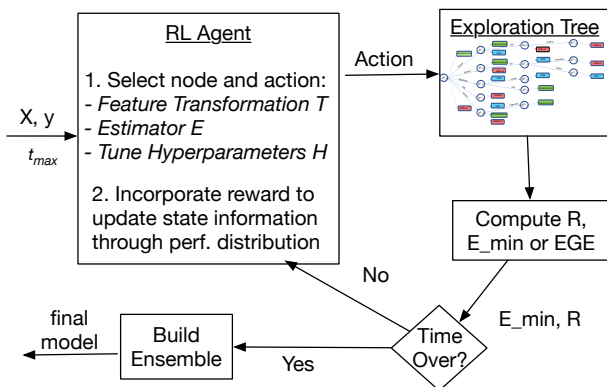 RL Agent
1. Select node and action:
- Feature Transformation T
- Estimator E
- Tune Hyperparameters H
2. Incorporate reward to
update state information
through perf. distribution
X, y
t_max
Action
Exploration Tree
Compute R,
E_min or EGE
E_min, R
No
Time
Over?
Yes
Build
Ensemble
final
model